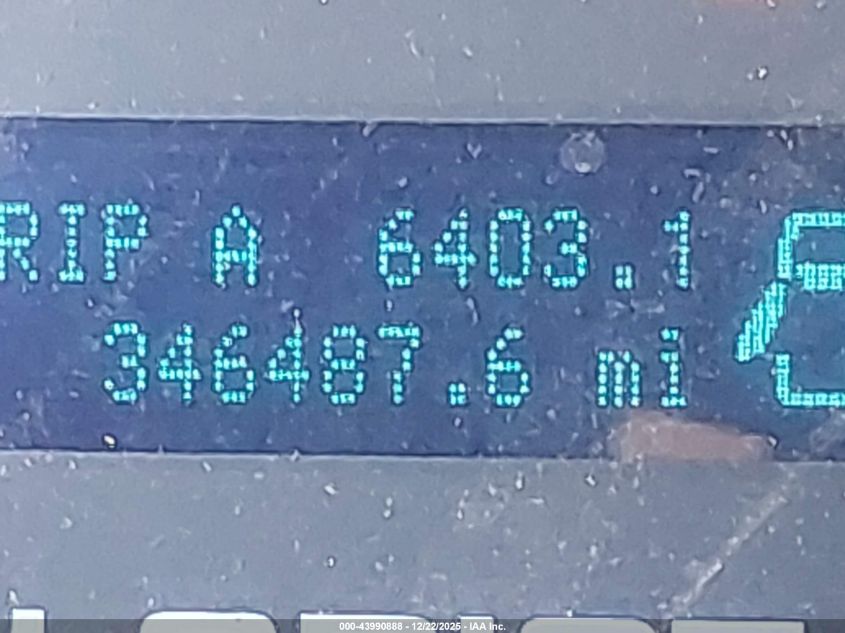 RIP A 6403.1
346487.6 mi
000-43990888 - 12/22/2025 - IAA Inc.